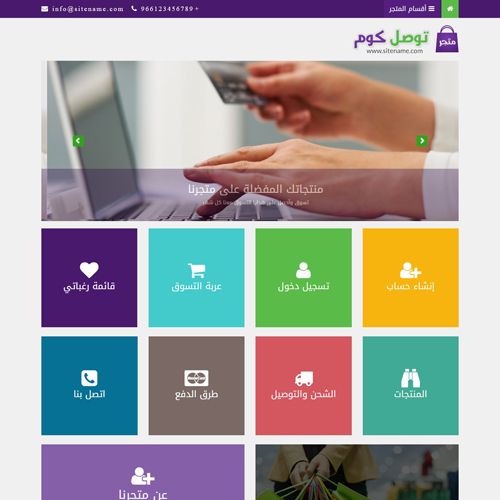 أقسام المتجر
966123456789+ info@sitename.com
توصل كوم
متجر
www.sitename.com
منتجاتك المفضلة على متجرنا
إنشاء حساب
تسجيل دخول
عربة التسوق
قائمة رغباتي
المنتجات
الشحن والتوصيل
طرق الدفع
اتصل بنا
عن متجرنا